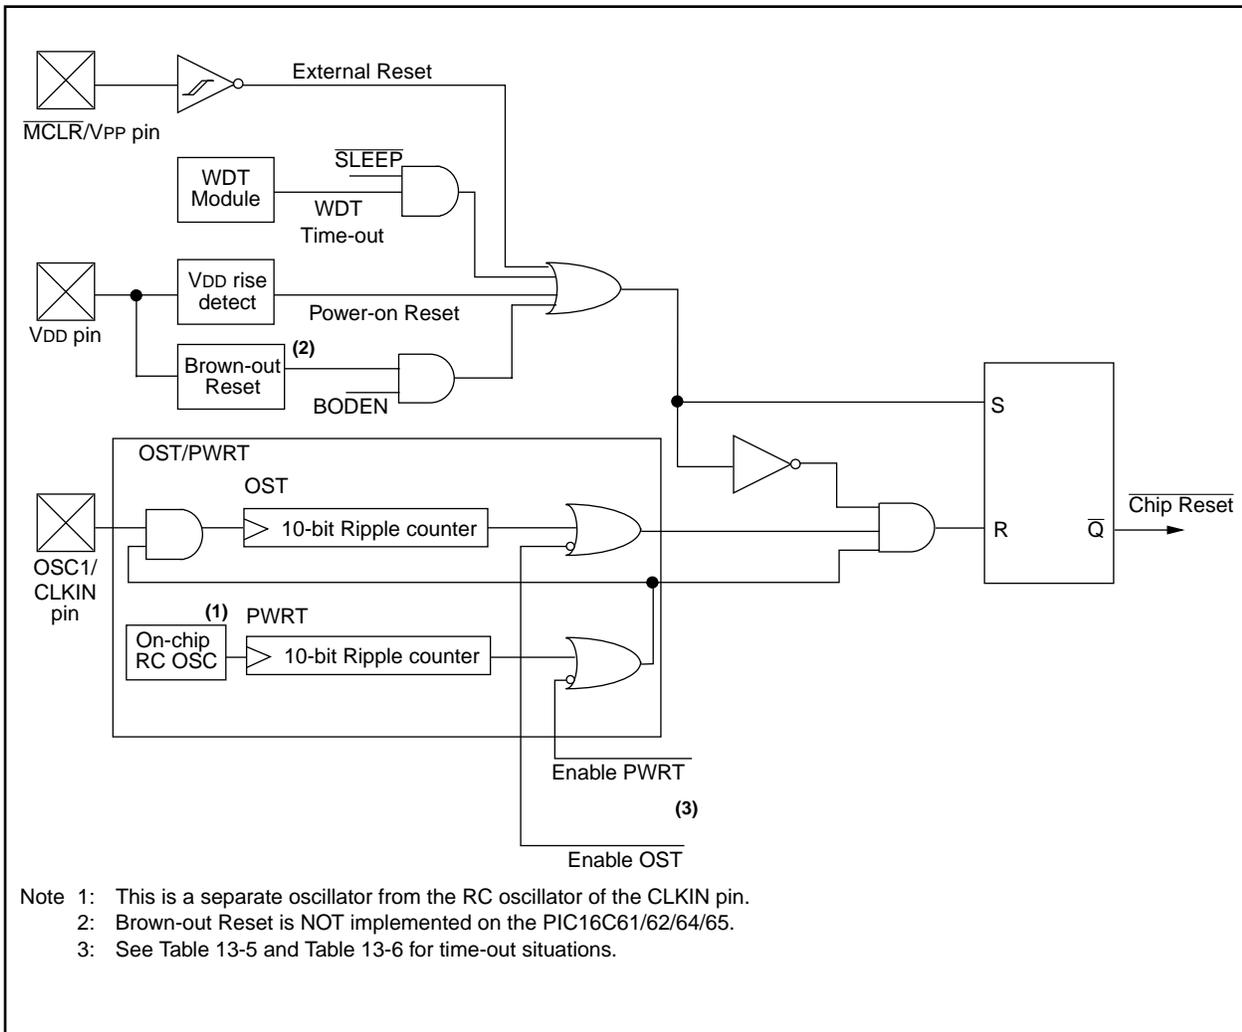 External Reset
MCLR/VPP pin
SLEEP
WDT
Module
WDT
Time-out
VDD rise
detect
Power-on Reset
VDD pin
(2)
Brown-out
Reset
BODEN
S
OST/PWRT
OST
10-bit Ripple counter
Chip Reset
R
Q
OSC1/
CLKIN
pin
(1)
PWRT
On-chip
RC OSC
10-bit Ripple counter
Enable PWRT
(3)
Enable OST
Note 1: This is a separate oscillator from the RC oscillator of the CLKIN pin.
2: Brown-out Reset is NOT implemented on the PIC16C61/62/64/65.
3: See Table 13-5 and Table 13-6 for time-out situations.